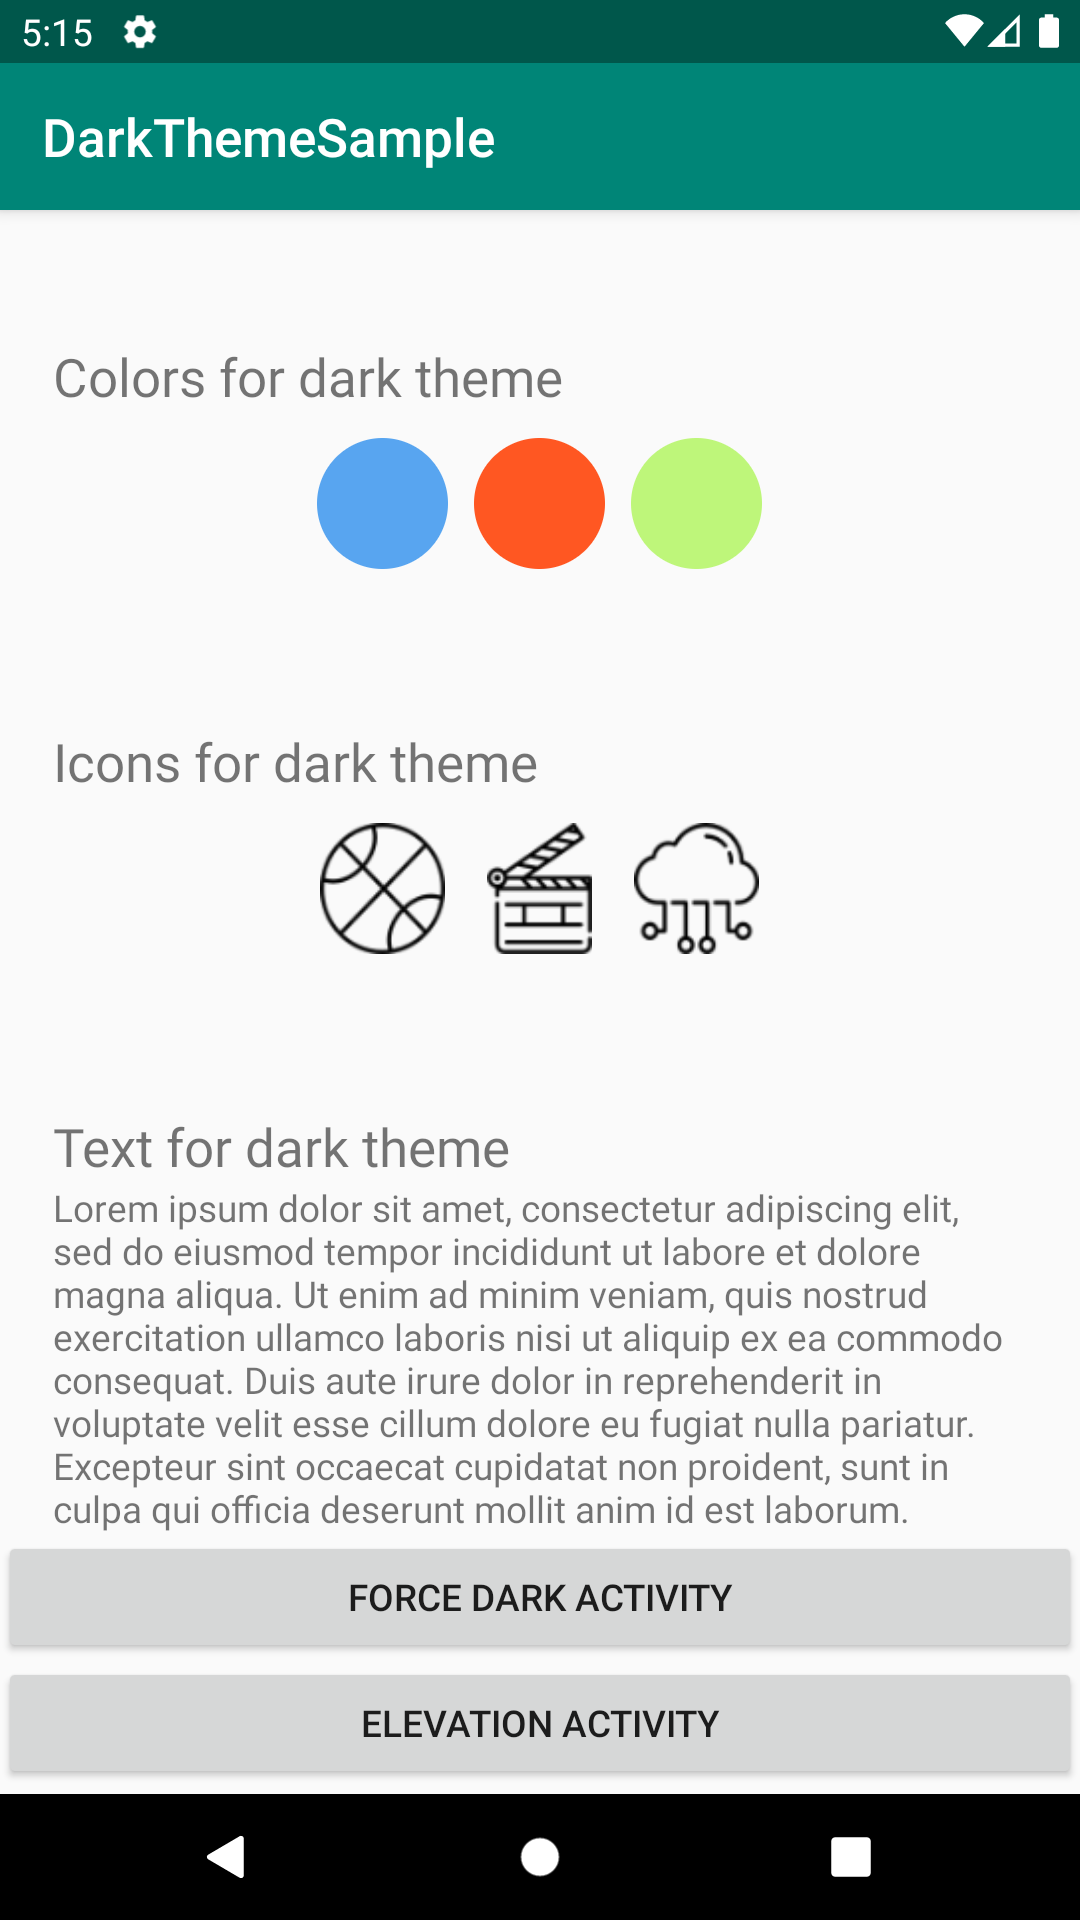 5:15
DarkThemeSample
Colors for dark theme
Icons for dark theme
Text for dark theme
Lorem ipsum dolor sit amet, consectetur adipiscing elit,
sed do eiusmod tempor incididunt ut labore et dolore
magna aliqua. Ut enim ad minim veniam, quis nostrud
exercitation ullamco laboris nisi ut aliquip ex ea commodo
consequat. Duis aute irure dolor in reprehenderit in
voluptate velit esse cillum dolore eu fugiat nulla pariatur.
Excepteur sint occaecat cupidatat non proident, sunt in
culpa qui officia deserunt mollit anim id est laborum.
FORCE DARK ACTIVITY
ELEVATION ACTIVITY